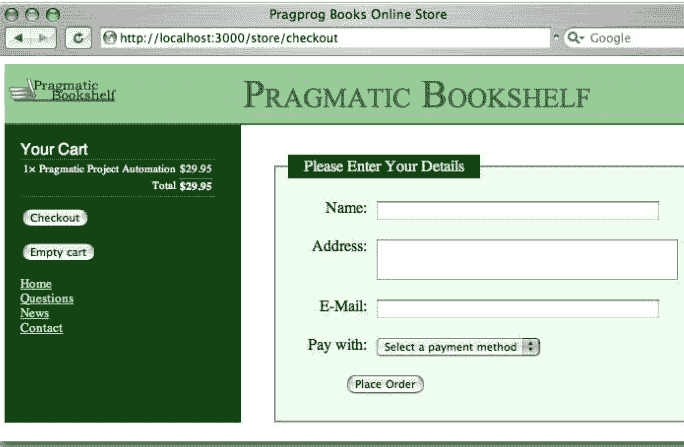 Pragprog Books Online Store
http://localhost:3000/store/checkout
Google
Pragmatic
Bookshelf
PRAGMATIC BOOKSHELF
Your Cart
1× Pragmatic Project Automation $29.95
Total $29.95
Checkout
Empty cart
Home
Questions
News
Contact
Please Enter Your Details
Name:
Address:
E-Mail:
Pay with: Select a payment method
Place Order